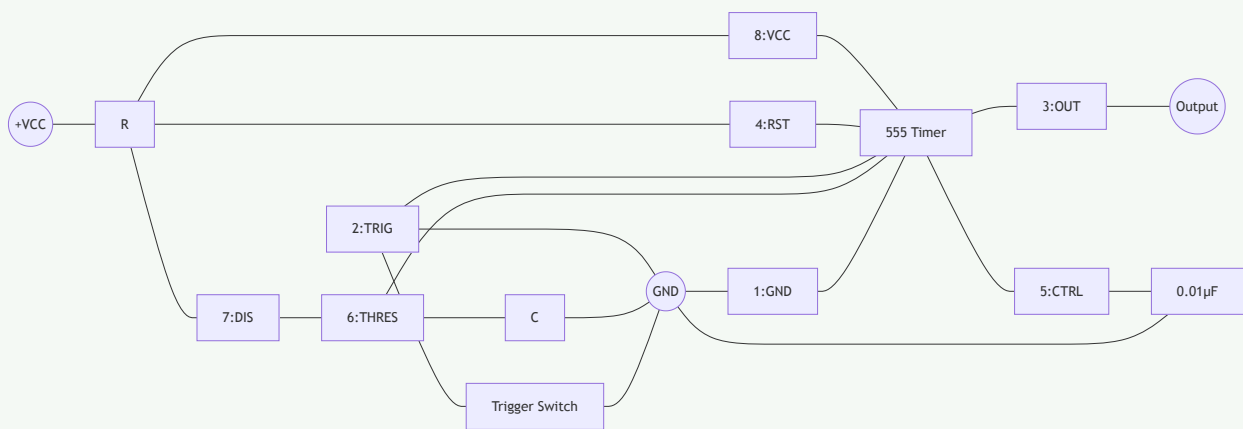 8:VCC
+VCC
R
4:RST
555 Timer
3:OUT
Output
2:TRIG
GND
1:GND
5:CTRL
0.01µF
7:DIS
6:THRES
C
Trigger Switch